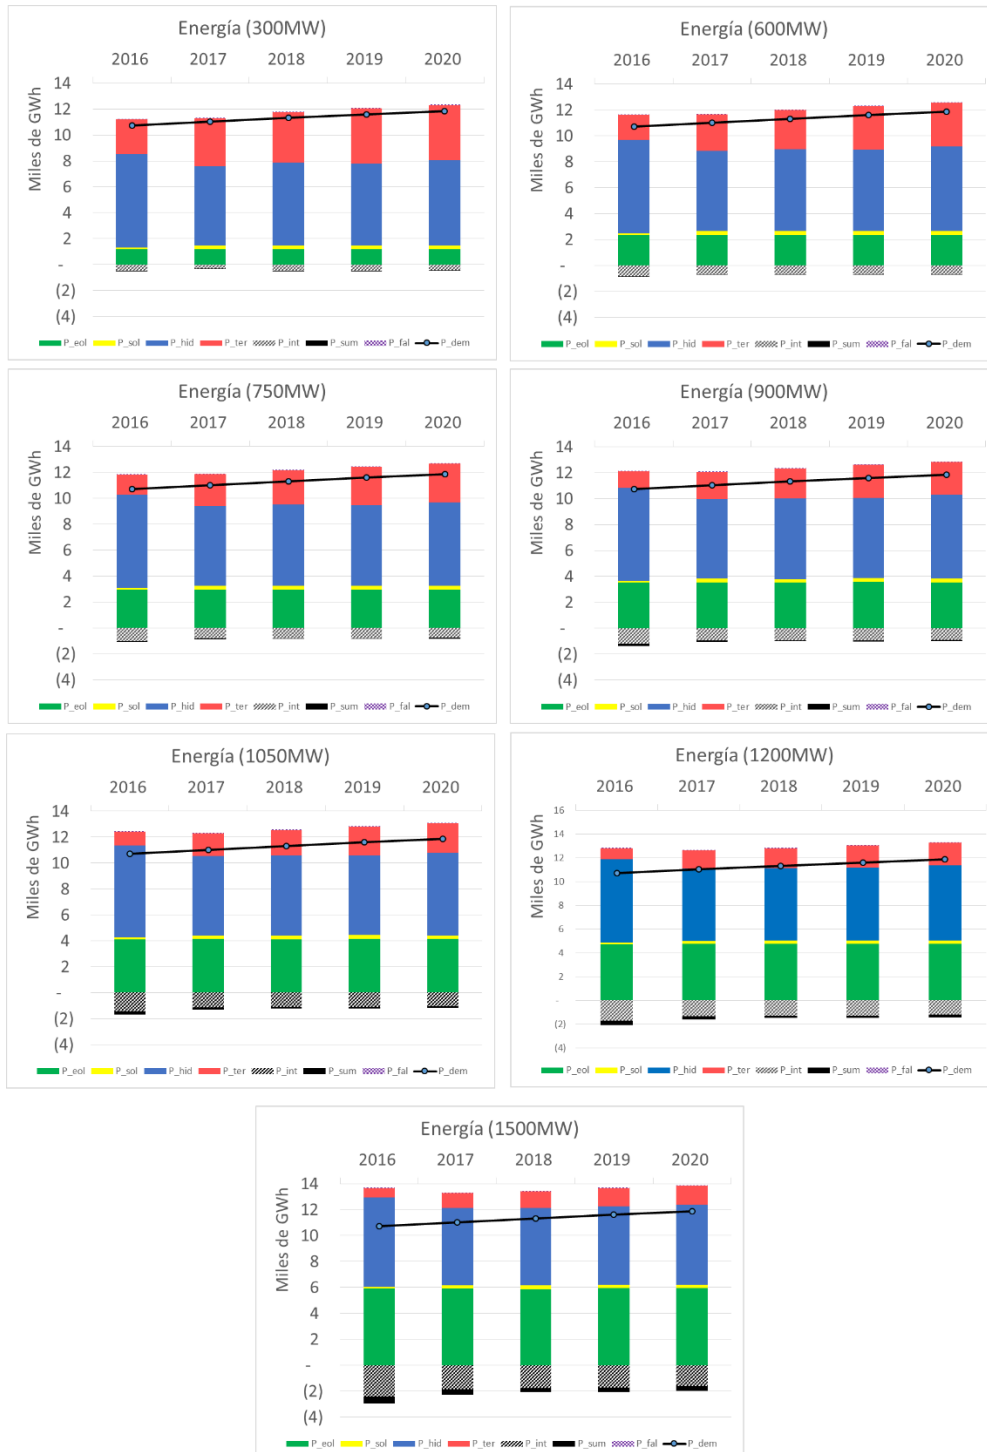 Energía (300MW)
2016 2017 2018 2019 2020
Miles de GWh
14
12
10
8
6
4
2
-
(2)
(4)
P_eol P_sol P_hid P_ter P_int P_sum P_fal P_dem
Energía (600MW)
2016 2017 2018 2019 2020
Miles de GWh
14
12
10
8
6
4
2
-
(2)
(4)
P_eol P_sol P_hid P_ter P_int P_sum P_fal P_dem
Energía (750MW)
2016 2017 2018 2019 2020
Miles de GWh
14
12
10
8
6
4
2
-
(2)
(4)
P_eol P_sol P_hid P_ter P_int P_sum P_fal P_dem
Energía (900MW)
2016 2017 2018 2019 2020
Miles de GWh
14
12
10
8
6
4
2
-
(2)
(4)
P_eol P_sol P_hid P_ter P_int P_sum P_fal P_dem
Energía (1050MW)
2016 2017 2018 2019 2020
Miles de GWh
14
12
10
8
6
4
2
-
(2)
(4)
P_eol P_sol P_hid P_ter P_int P_sum P_fal P_dem
Energía (1200MW)
2016 2017 2018 2019 2020
Miles de GWh
16
14
12
10
8
6
4
2
-
(2)
(4)
P_eol P_sol P_hid P_ter P_int P_sum P_fal P_dem
Energía (1500MW)
2016 2017 2018 2019 2020
Miles de GWh
14
12
10
8
6
4
2
-
(2)
(4)
P_eol P_sol P_hid P_ter P_int P_sum P_fal P_dem